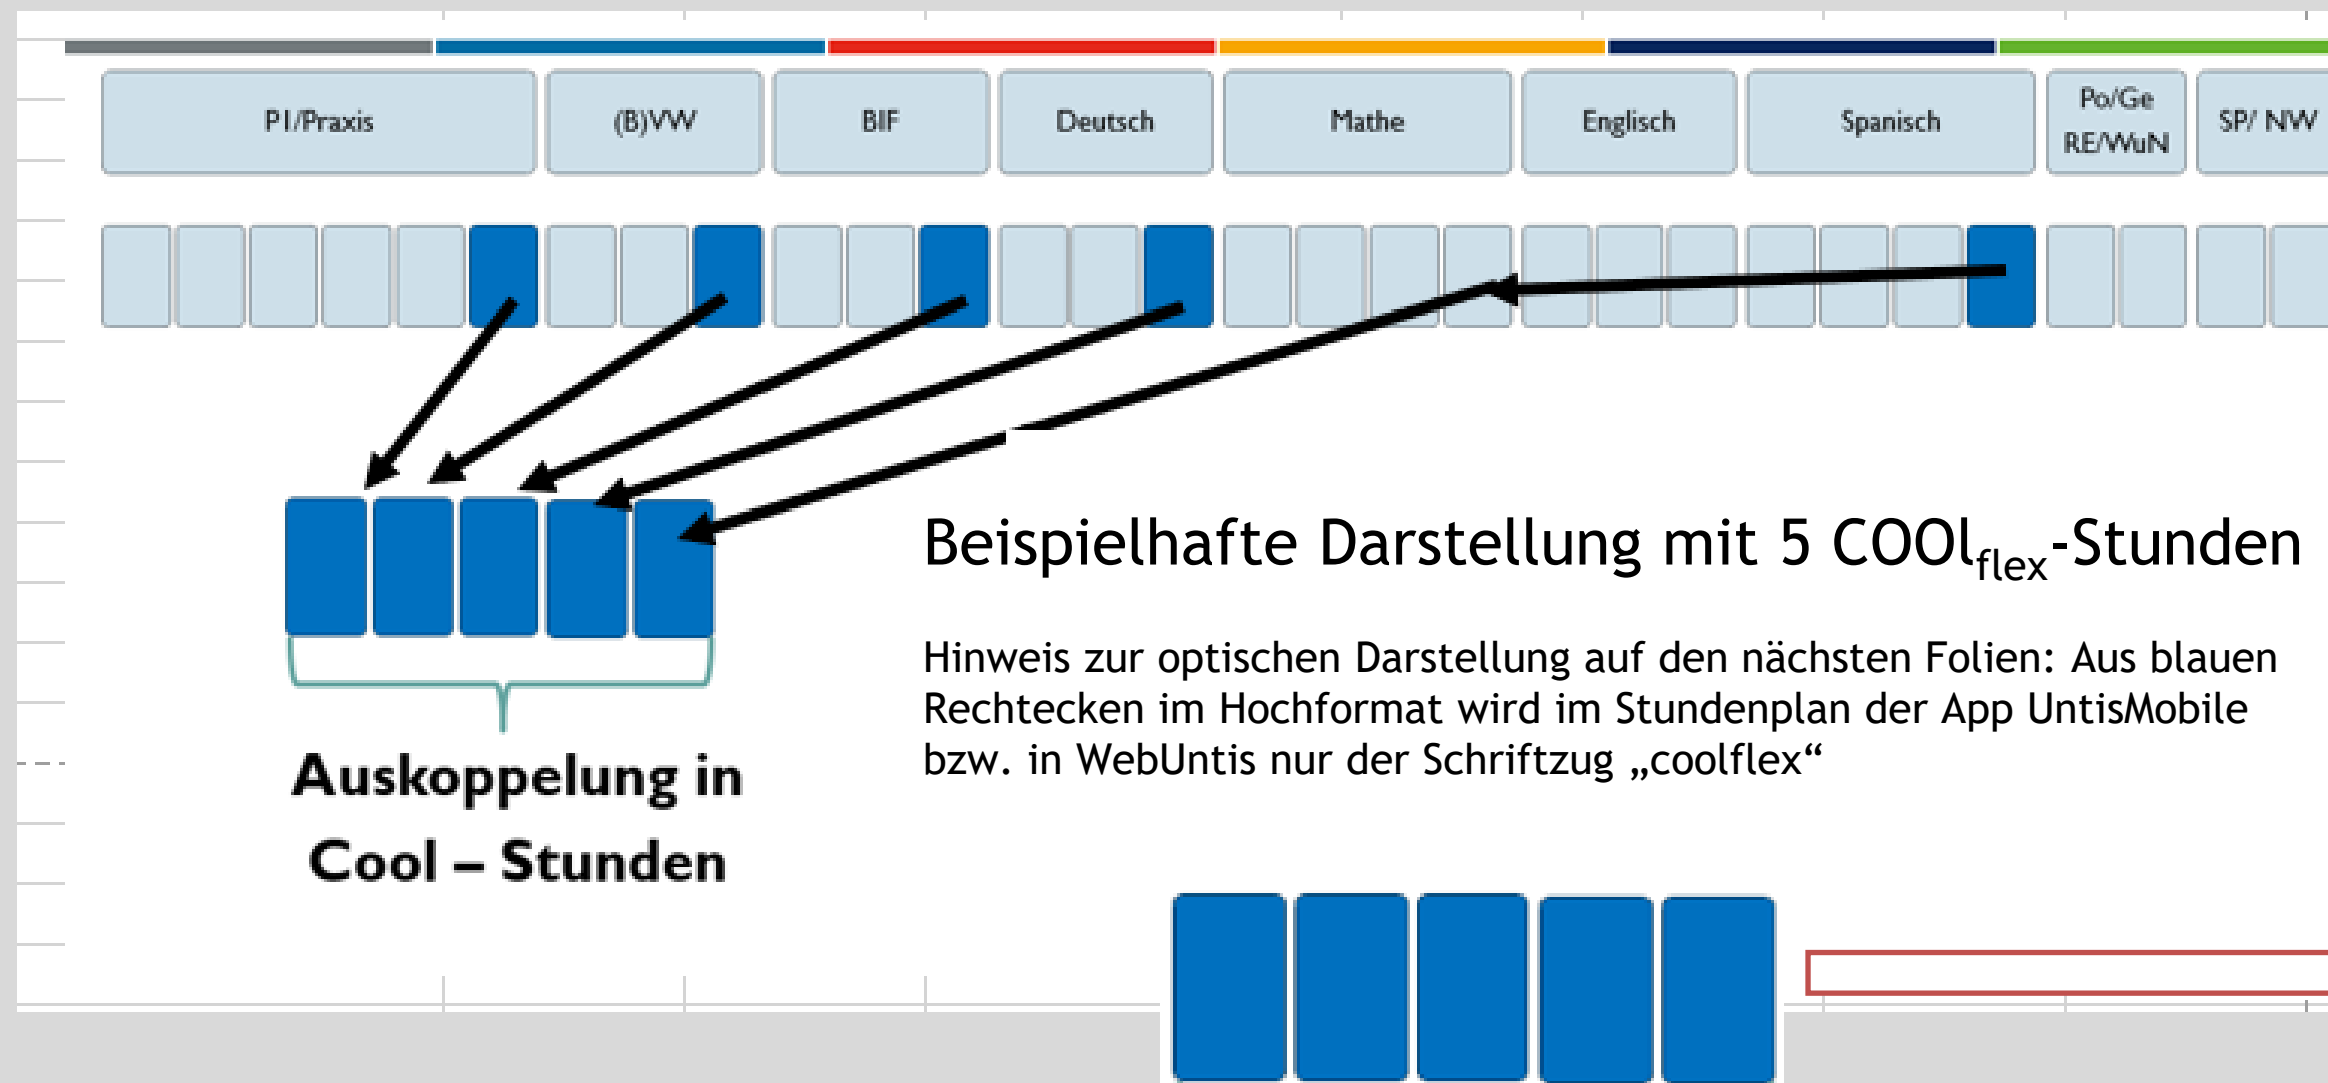 PI/Praxis
(B)VW
BIF
Deutsch
Mathe
Englisch
Spanisch
Po/Ge
RE/WuN
SP/ NW
Beispielhafte Darstellung mit 5 COOlflex-Stunden
Hinweis zur optischen Darstellung auf den nächsten Folien: Aus blauen
Rechtecken im Hochformat wird im Stundenplan der App UntisMobile
bzw. in WebUntis nur der Schriftzug „coolflex“
Auskoppelung in
Cool – Stunden